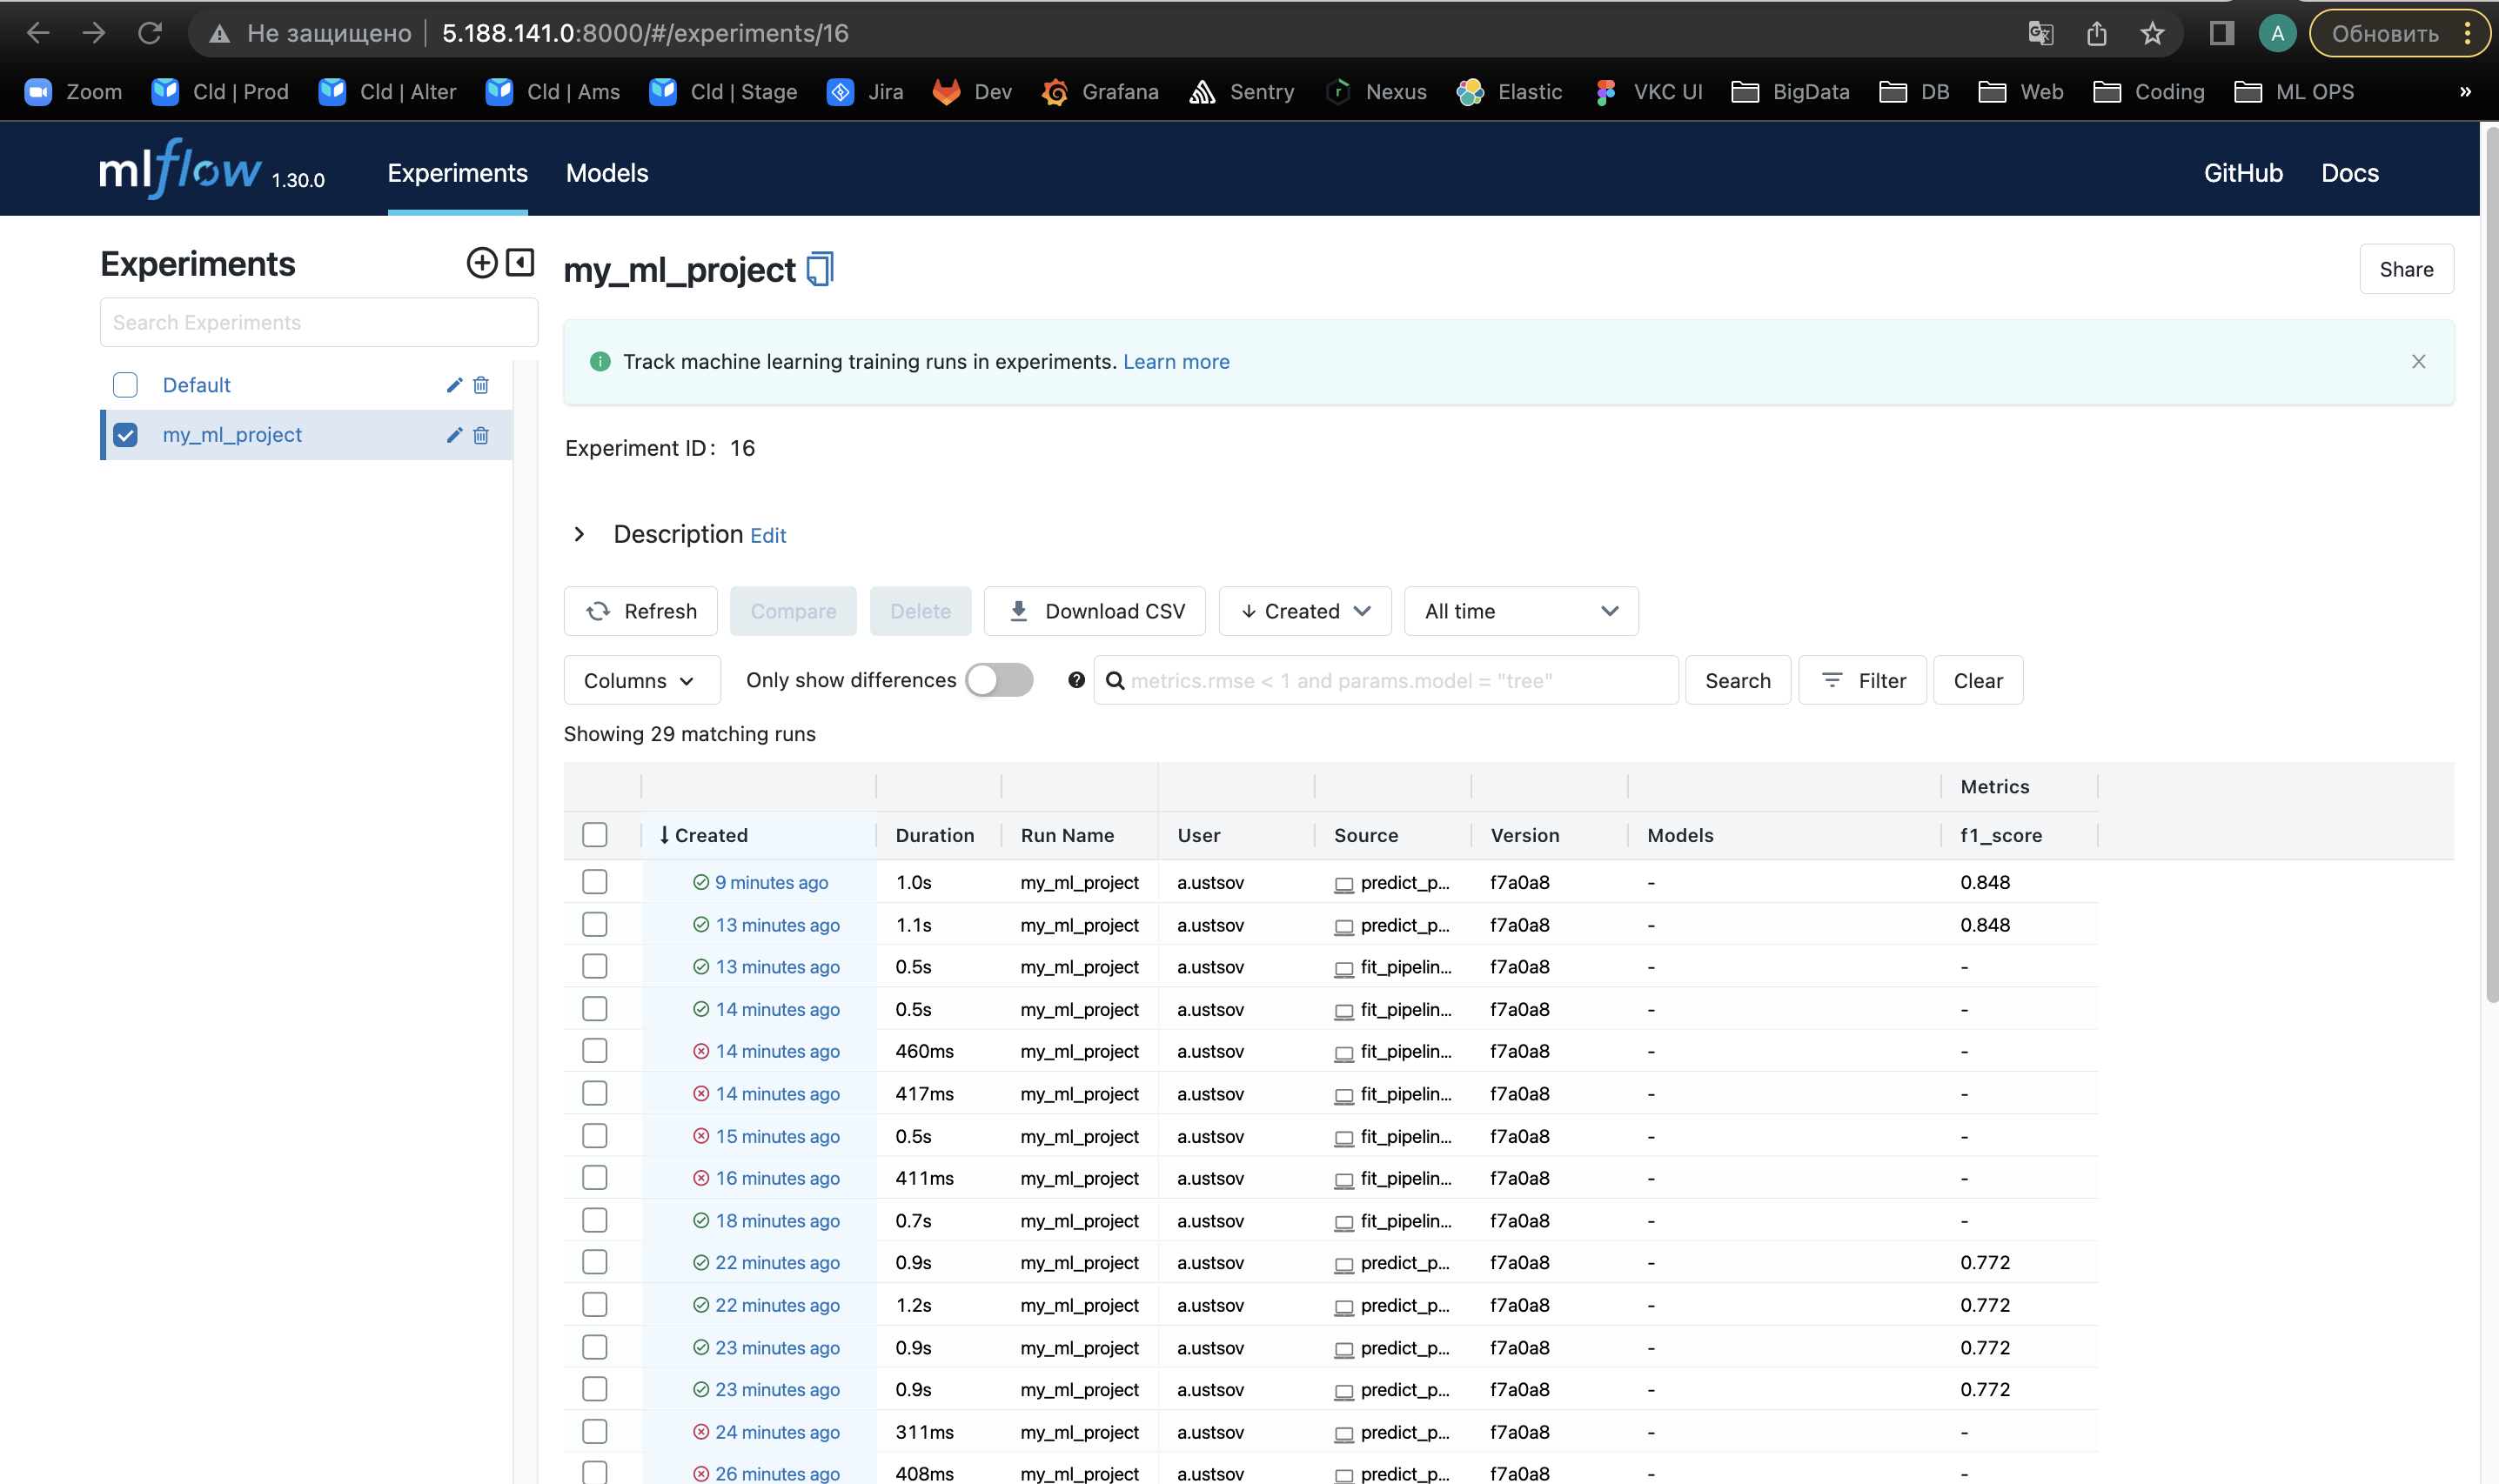 Не защищено 5.188.141.0:8000/#/experiments/16 A Обновить
Zoom Cld | Prod Cld | Alter Cld | Ams Cld | Stage Jira Dev Grafana Sentry Nexus Elastic VKC UI BigData DB Web Coding ML OPS »
mlflow 1.30.0 Experiments Models GitHub Docs
Experiments
my_ml_project
Share
Search Experiments
Track machine learning training runs in experiments. Learn more
Default
my_ml_project
Experiment ID: 16
Description Edit
Refresh Compare Delete Download CSV ↓ Created All time
Columns Only show differences metrics.rmse < 1 and params.model = "tree" Search Filter Clear
Showing 29 matching runs
Metrics
↓ Created Duration Run Name User Source Version Models f1_score
9 minutes ago 1.0s my_ml_project a.ustsov predict_p... f7a0a8 - 0.848
13 minutes ago 1.1s my_ml_project a.ustsov predict_p... f7a0a8 - 0.848
13 minutes ago 0.5s my_ml_project a.ustsov fit_pipelin... f7a0a8 - -
14 minutes ago 0.5s my_ml_project a.ustsov fit_pipelin... f7a0a8 - -
14 minutes ago 460ms my_ml_project a.ustsov fit_pipelin... f7a0a8 - -
14 minutes ago 417ms my_ml_project a.ustsov fit_pipelin... f7a0a8 - -
15 minutes ago 0.5s my_ml_project a.ustsov fit_pipelin... f7a0a8 - -
16 minutes ago 411ms my_ml_project a.ustsov fit_pipelin... f7a0a8 - -
18 minutes ago 0.7s my_ml_project a.ustsov fit_pipelin... f7a0a8 - -
22 minutes ago 0.9s my_ml_project a.ustsov predict_p... f7a0a8 - 0.772
22 minutes ago 1.2s my_ml_project a.ustsov predict_p... f7a0a8 - 0.772
23 minutes ago 0.9s my_ml_project a.ustsov predict_p... f7a0a8 - 0.772
23 minutes ago 0.9s my_ml_project a.ustsov predict_p... f7a0a8 - 0.772
24 minutes ago 311ms my_ml_project a.ustsov predict_p... f7a0a8 - -
26 minutes ago 408ms my_ml_project a.ustsov predict_p... f7a0a8 - -